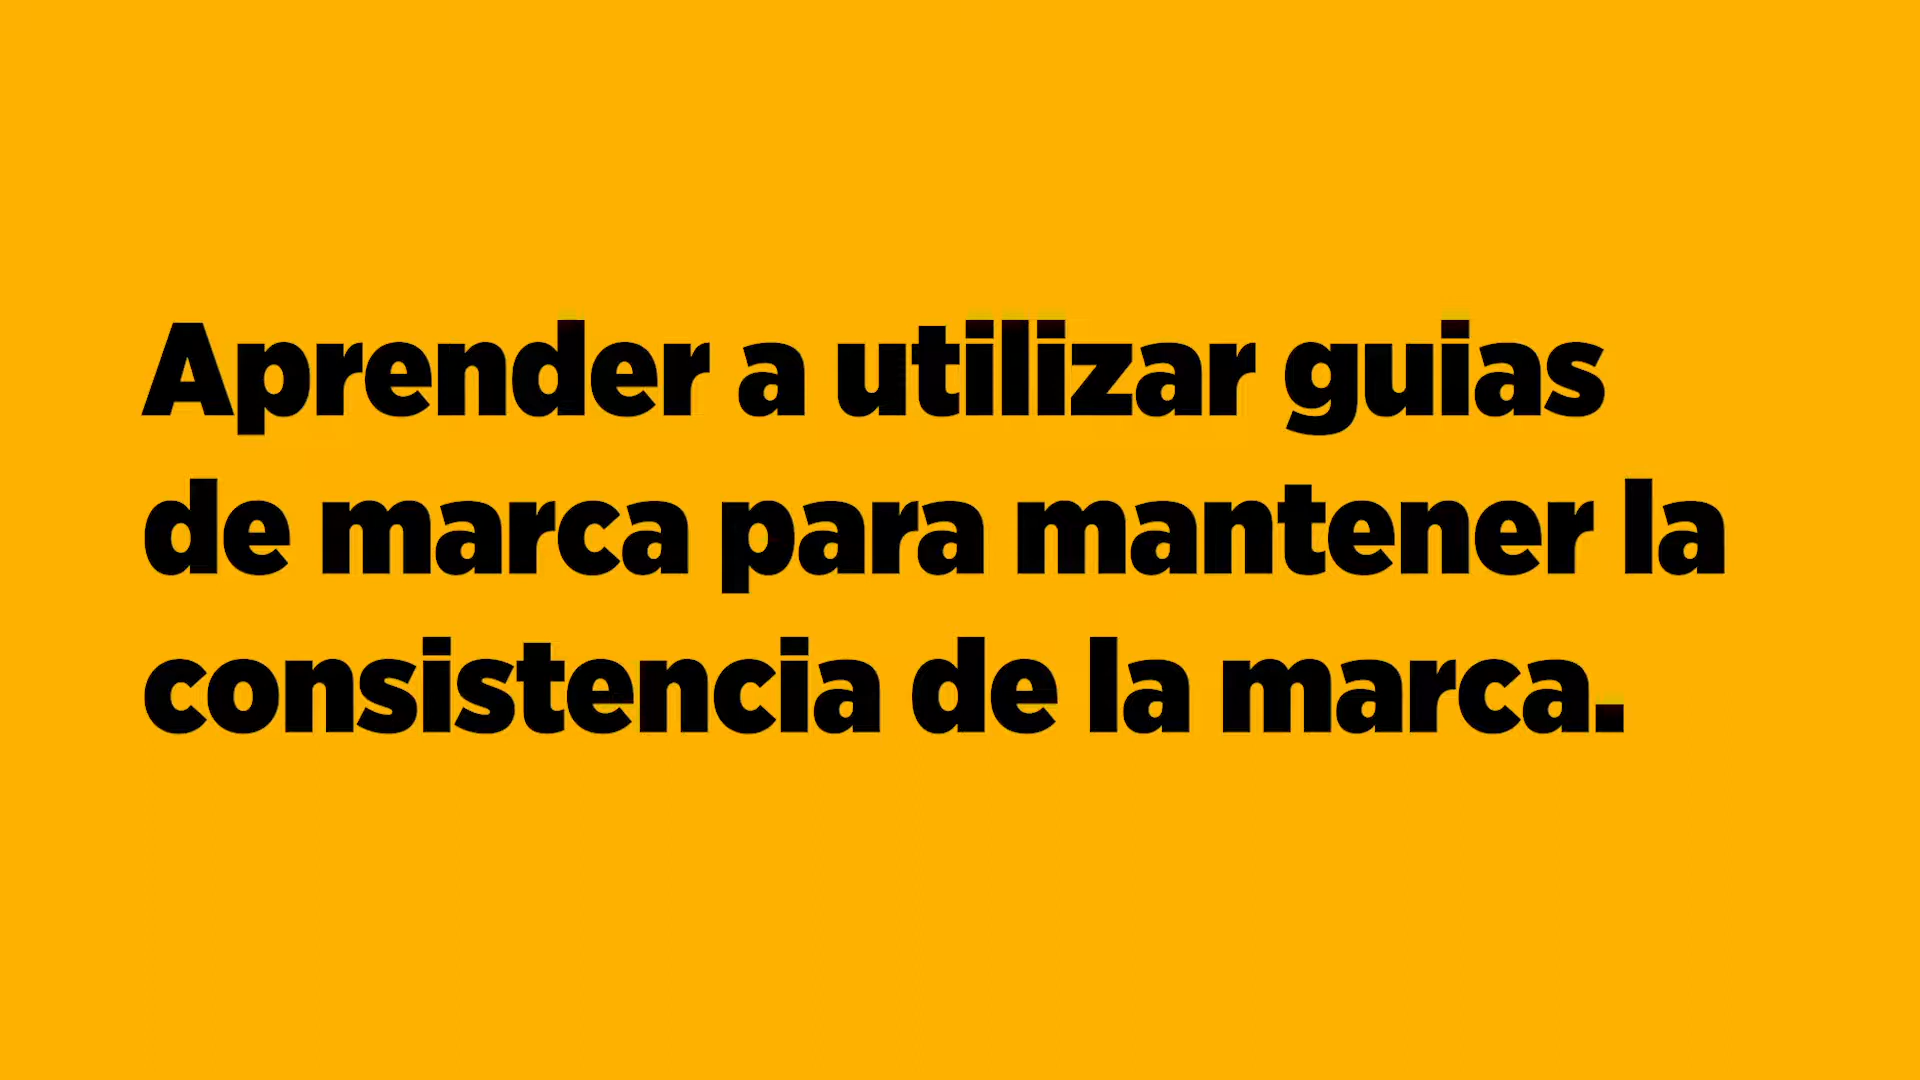 Aprender a utilizar guias
de marca para mantener la
consistencia de la marca.